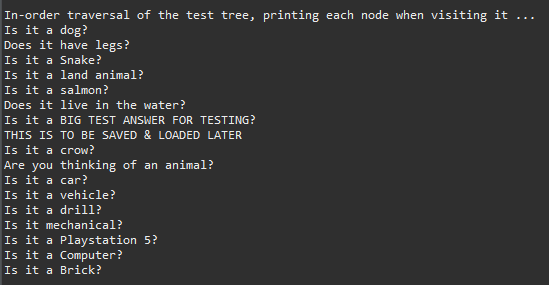 In-order traversal of the test tree, printing each node when visiting it ...
Is it a dog?
Does it have legs?
Is it a Snake?
Is it a land animal?
Is it a salmon?
Does it live in the water?
Is it a BIG TEST ANSWER FOR TESTING?
THIS IS TO BE SAVED & LOADED LATER
Is it a crow?
Are you thinking of an animal?
Is it a car?
Is it a vehicle?
Is it a drill?
Is it mechanical?
Is it a Playstation 5?
Is it a Computer?
Is it a Brick?